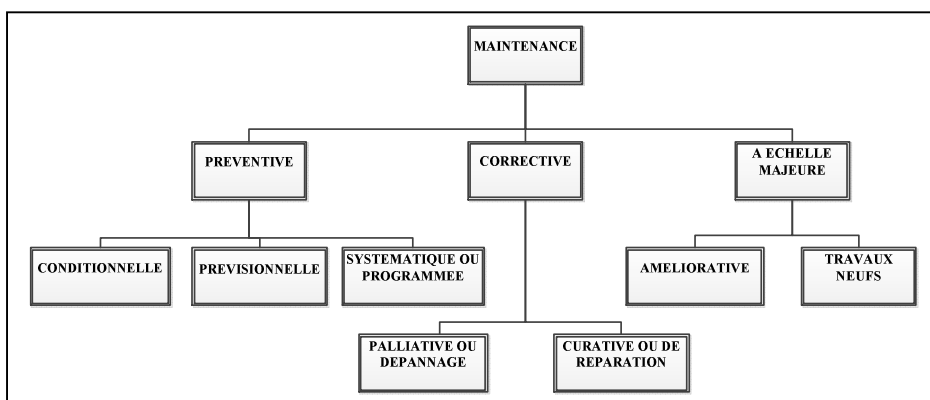 MAINTENANCE
PREVENTIVE
CORRECTIVE
A ECHELLE
MAJEURE
CONDITIONNELLE
PREVISIONNELLE
SYSTEMATIQUE OU
PROGRAMMEE
AMELIORATIVE
TRAVAUX
NEUFS
PALLIATIVE OU
DEPANNAGE
CURATIVE OU DE
REPARATION